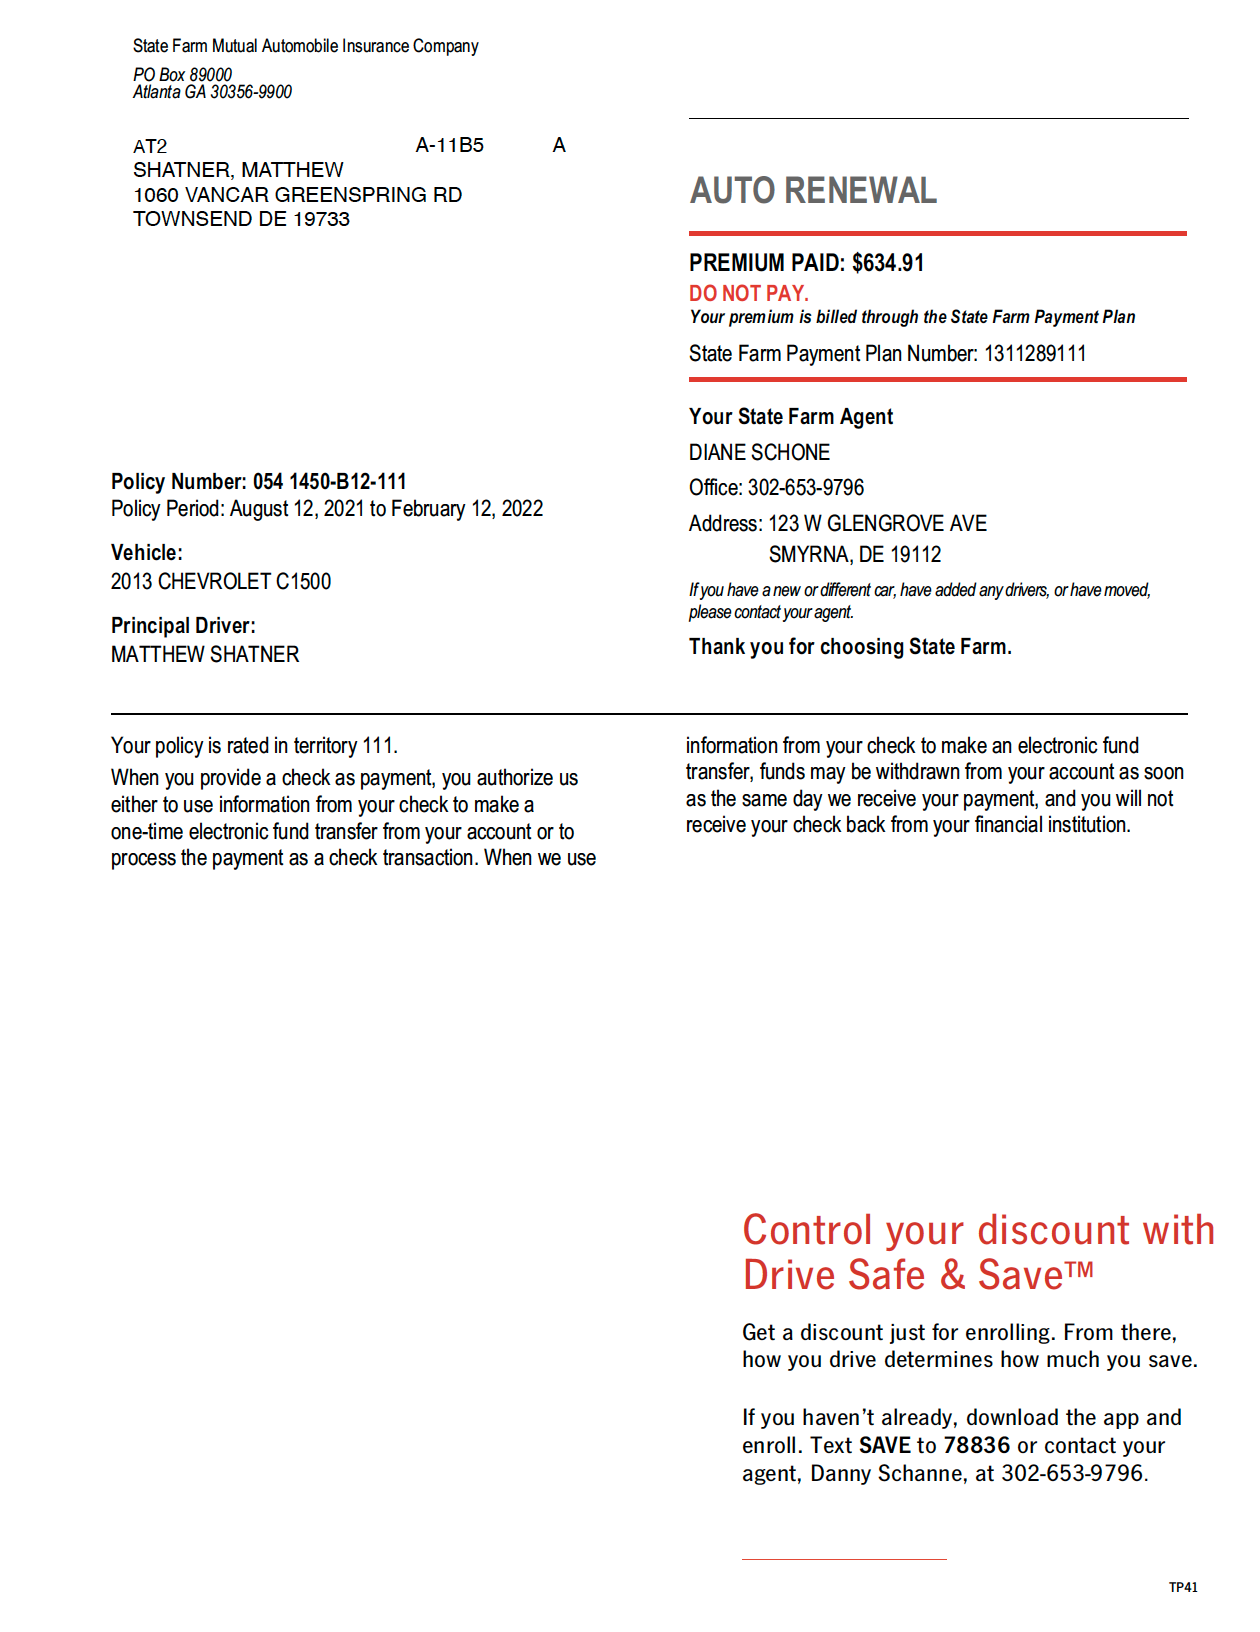 State Farm Mutual Automobile Insurance Company
PO Box 89000
Atlanta GA 30356-9900
AT2 A-11B5 A
SHATNER, MATTHEW
1060 VANCAR GREENSPRING RD
TOWNSEND DE 19733
AUTO RENEWAL
PREMIUM PAID: $634.91
DO NOT PAY.
Your premium is billed through the State Farm Payment Plan
State Farm Payment Plan Number: 1311289111
Your State Farm Agent
DIANE SCHONE
Office: 302-653-9796
Address: 123 W GLENGROVE AVE
SMYRNA, DE 19112
If you have a new or different car, have added any drivers, or have moved,
please contact your agent.
Thank you for choosing State Farm.
Policy Number: 054 1450-B12-111
Policy Period: August 12, 2021 to February 12, 2022
Vehicle:
2013 CHEVROLET C1500
Principal Driver:
MATTHEW SHATNER
Your policy is rated in territory 111.
When you provide a check as payment, you authorize us
either to use information from your check to make a
one-time electronic fund transfer from your account or to
process the payment as a check transaction. When we use
information from your check to make an electronic fund
transfer, funds may be withdrawn from your account as soon
as the same day we receive your payment, and you will not
receive your check back from your financial institution.
Control your discount with
Drive Safe & Save™
Get a discount just for enrolling. From there,
how you drive determines how much you save.
If you haven't already, download the app and
enroll. Text SAVE to 78836 or contact your
agent, Danny Schanne, at 302-653-9796.
TP41